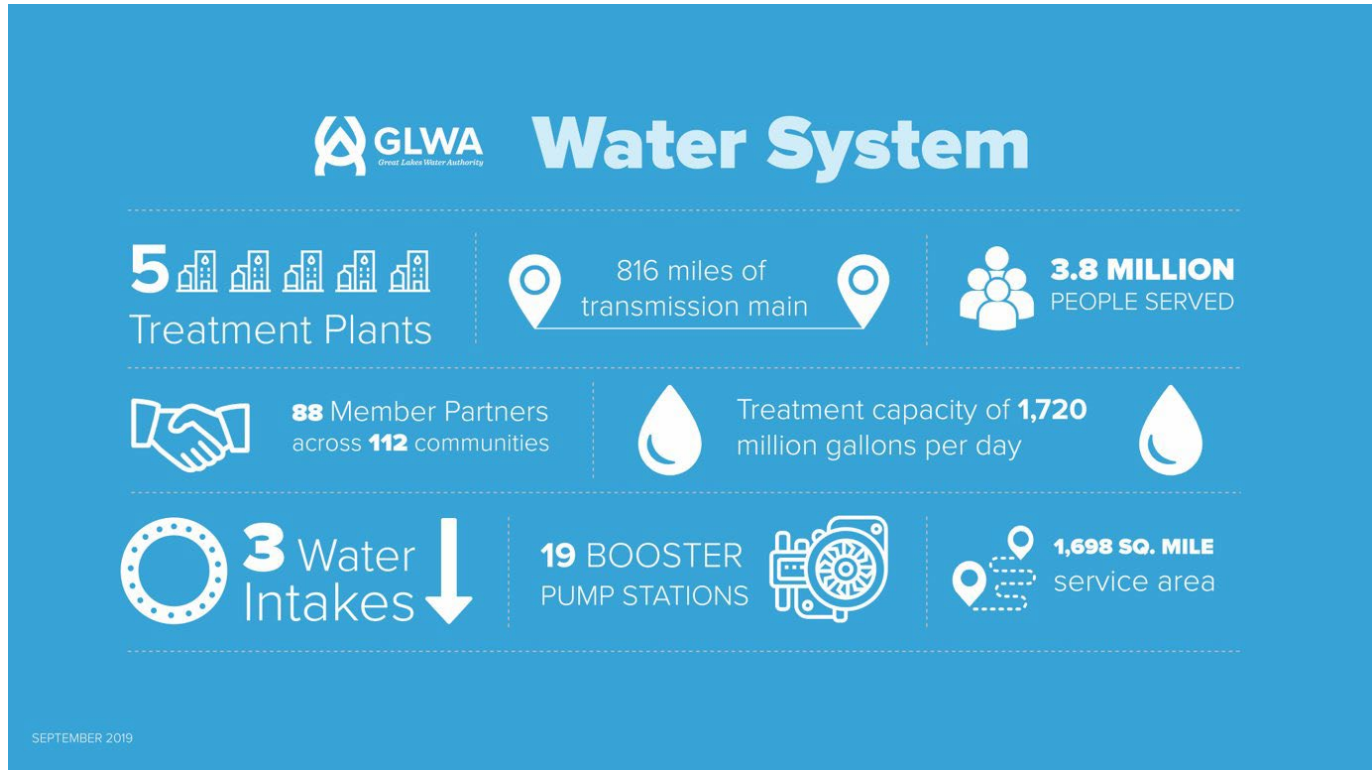 GLWA
Great Lakes Water Authority
Water System
5
Treatment Plants
816 miles of
transmission main
3.8 MILLION
PEOPLE SERVED
88 Member Partners
across 112 communities
Treatment capacity of 1,720
million gallons per day
3 Water
Intakes
19 BOOSTER
PUMP STATIONS
1,698 SQ. MILE
service area
SEPTEMBER 2019